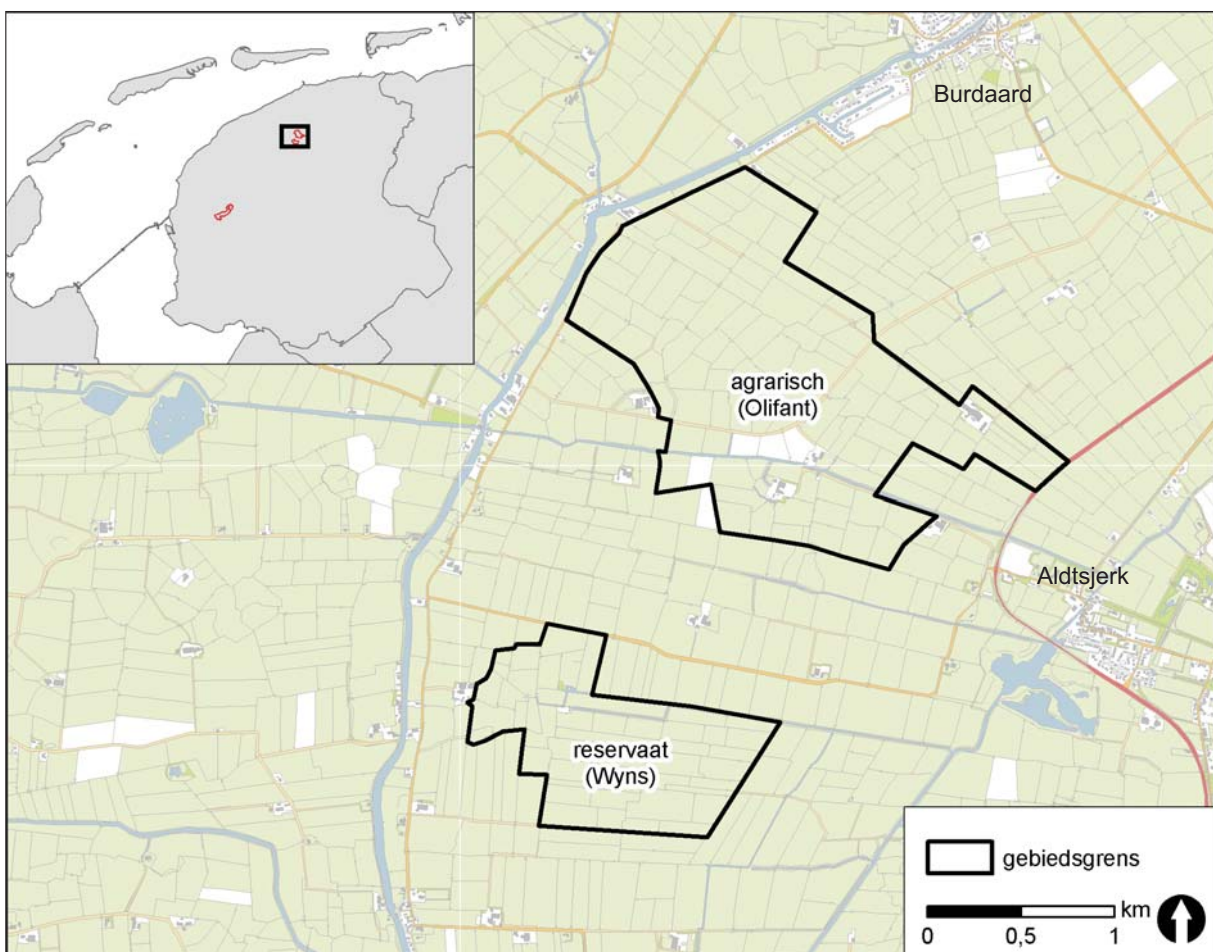 Burdaard
agrarisch
(Olifant)
Aldtsjerk
reservaat
(Wyns)
gebiedsgrens
km
0 0,5 1